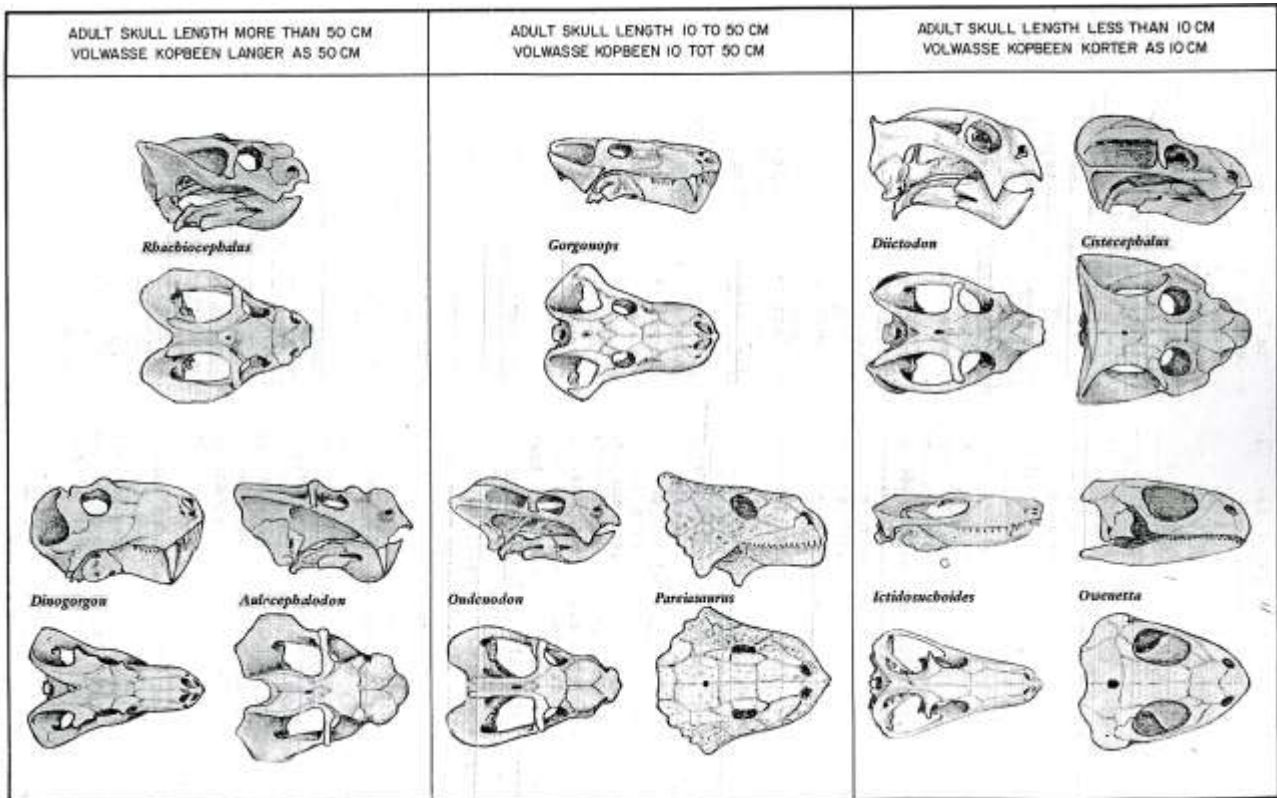 ADULT SKULL LENGTH MORE THAN 50 CM
VOLWASSE KOPBEEN LANGER AS 50 CM
ADULT SKULL LENGTH 10 TO 50 CM
VOLWASSE KOPBEEN 10 TOT 50 CM
ADULT SKULL LENGTH LESS THAN 10 CM
VOLWASSE KOPBEEN KORTER AS 10 CM
Rhachiocephalus
Gorgonops
Diictodon
Cistecephalus
Dinogorgon
Aulacephalodon
Oudenodon
Pareiasaurus
Ictidosuchoides
Owenetta